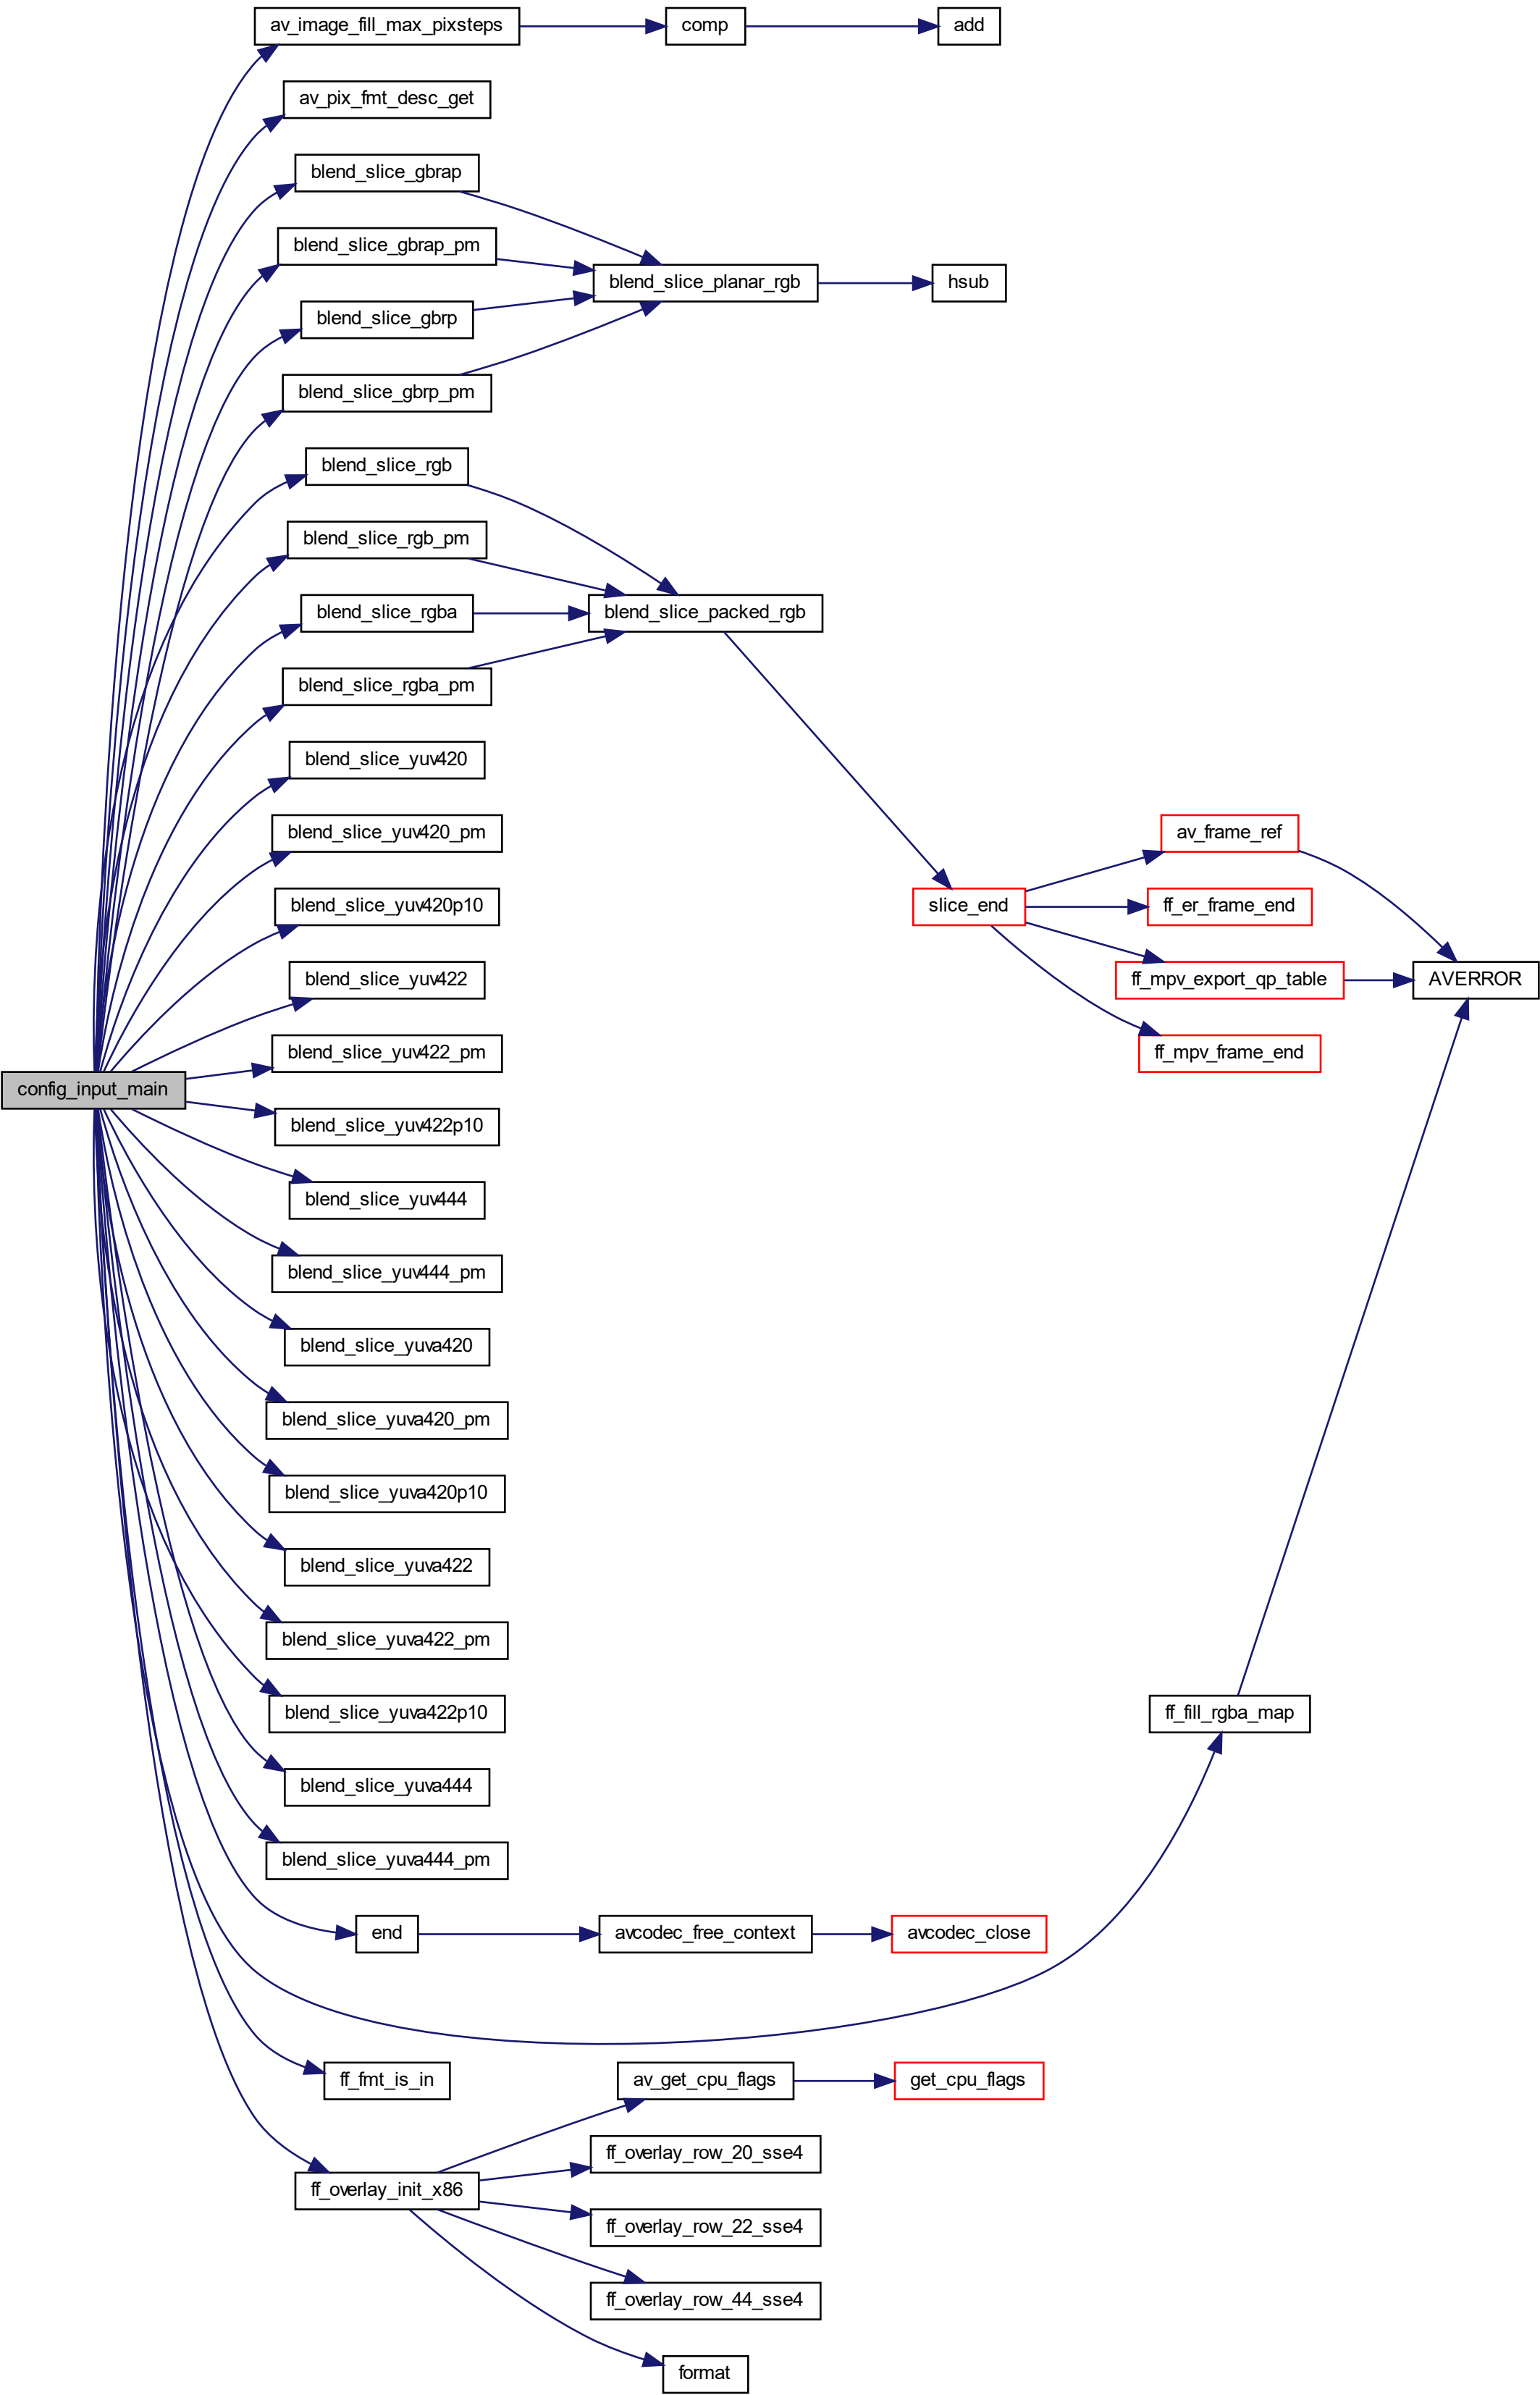 av_image_fill_max_pixsteps
comp
add
av_pix_fmt_desc_get
blend_slice_gbrap
blend_slice_gbrap_pm
blend_slice_planar_rgb
hsub
blend_slice_gbrp
blend_slice_gbrp_pm
blend_slice_rgb
blend_slice_rgb_pm
blend_slice_rgba
blend_slice_packed_rgb
blend_slice_rgba_pm
blend_slice_yuv420
blend_slice_yuv420_pm
av_frame_ref
blend_slice_yuv420p10
slice_end
ff_er_frame_end
blend_slice_yuv422
ff_mpv_export_qp_table
AVERROR
blend_slice_yuv422_pm
ff_mpv_frame_end
config_input_main
blend_slice_yuv422p10
blend_slice_yuv444
blend_slice_yuv444_pm
blend_slice_yuva420
blend_slice_yuva420_pm
blend_slice_yuva420p10
blend_slice_yuva422
blend_slice_yuva422_pm
blend_slice_yuva422p10
ff_fill_rgba_map
blend_slice_yuva444
blend_slice_yuva444_pm
end
avcodec_free_context
avcodec_close
ff_fmt_is_in
av_get_cpu_flags
get_cpu_flags
ff_overlay_row_20_sse4
ff_overlay_init_x86
ff_overlay_row_22_sse4
ff_overlay_row_44_sse4
format